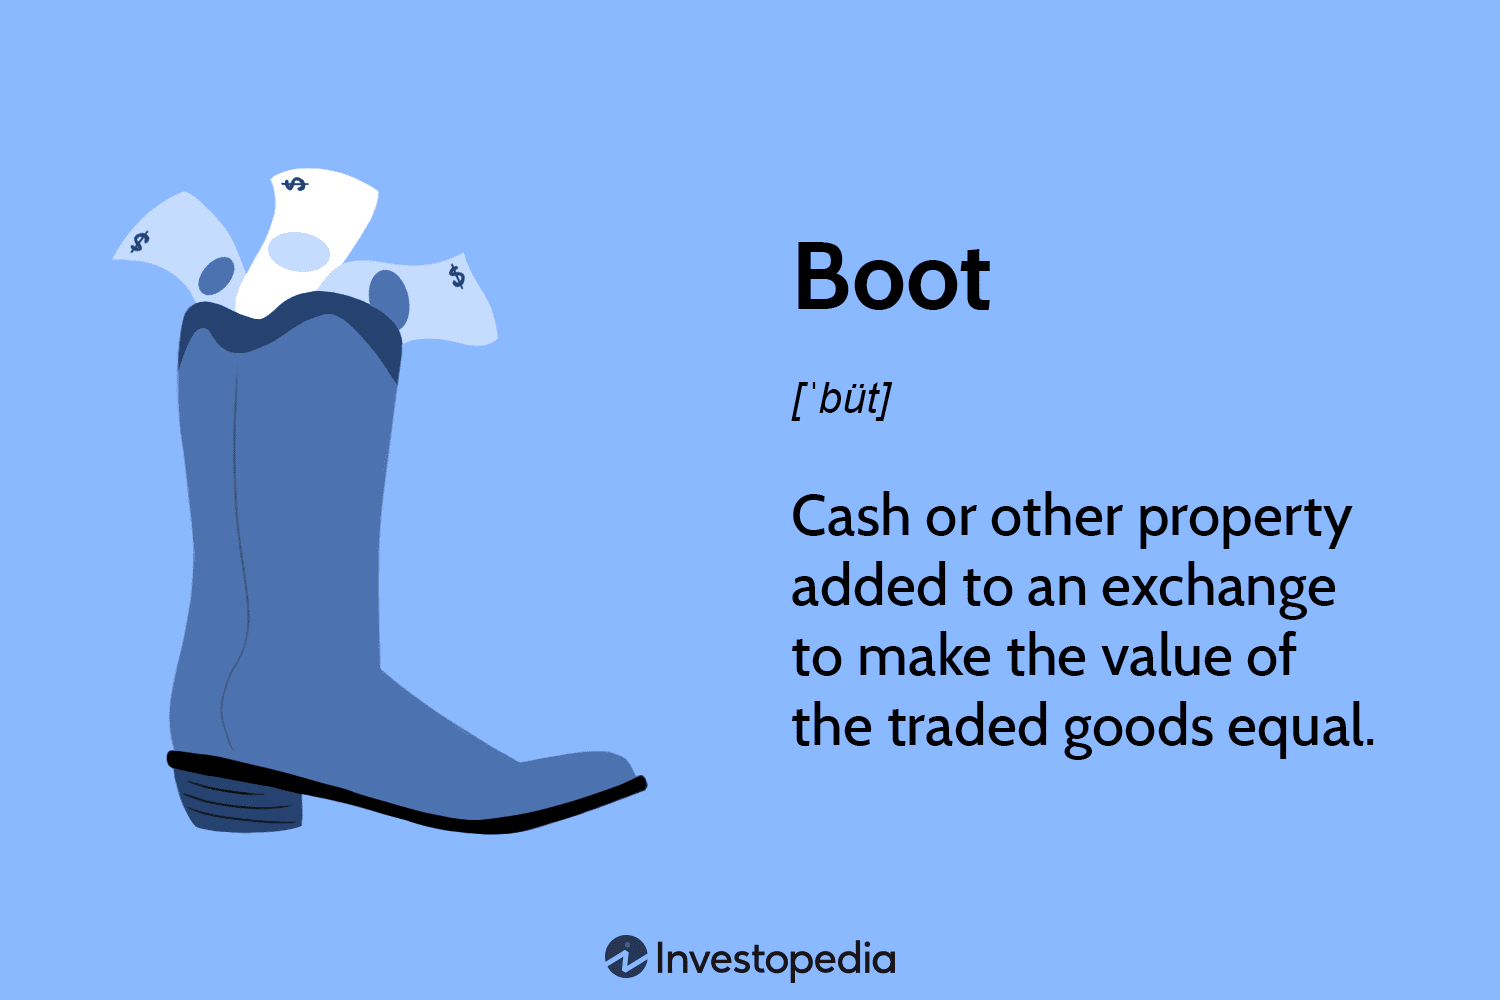 $
$
$
Boot
[ˈbüt]
Cash or other property
added to an exchange
to make the value of
the traded goods equal.
Investopedia